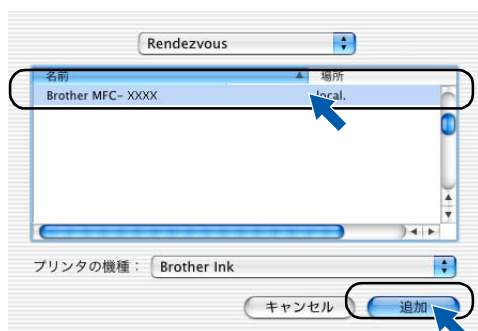 Rendezvous
名前 場所
Brother MFC- XXXX local.
プリンタの機種： Brother Ink
キャンセル 追加